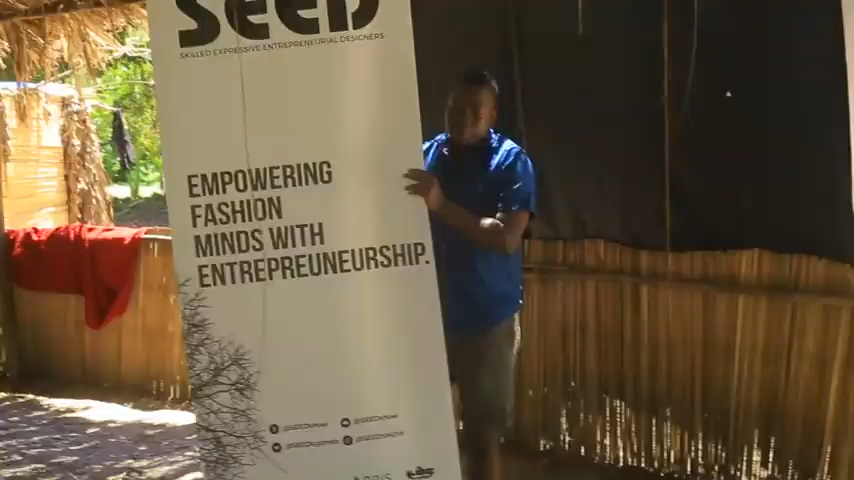 SEED
SKILLED EXPRESSIVE ENTREPRENEURIAL DESIGNERS
EMPOWERING
FASHION
MINDS WITH
ENTREPREUNEURSHIP.